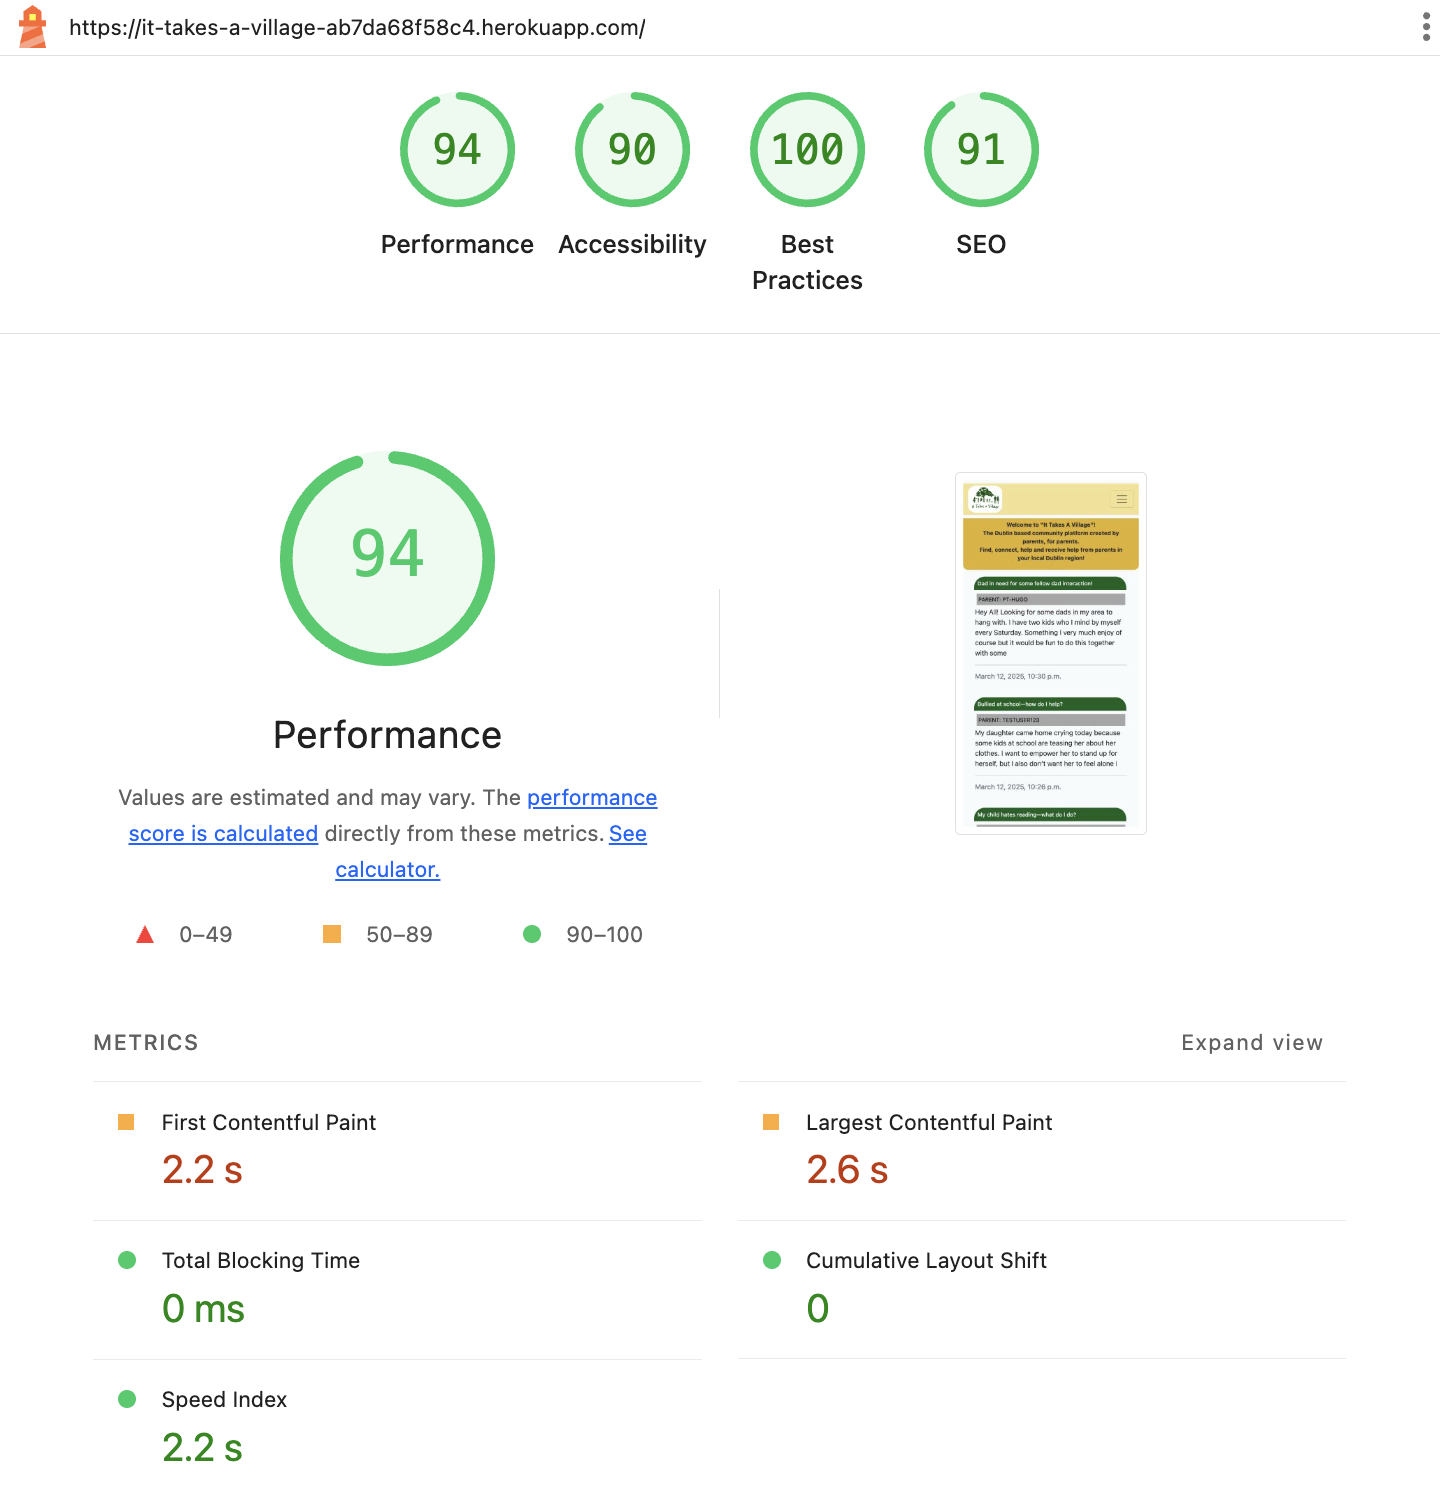 https://it-takes-a-village-ab7da68f58c4.herokuapp.com/
94
90
100
91
Performance
Accessibility
Best
Practices
SEO
94
Performance
Values are estimated and may vary. The performance
score is calculated directly from these metrics. See
calculator.
0–49
50–89
90–100
It Takes a Village
Welcome to "It Takes A Village"!
The Dublin based community platform created by
parents, for parents.
Find, connect, help and receive help from parents in
your local Dublin region!
Dad in need for some fellow dad interaction!
PARENT: PT-HUGO
Hey All! Looking for some dads in my area to
hang with. I have two kids who I mind by myself
every Saturday. Something I very much enjoy of
course but it would be fun to do this together
with some
March 12, 2025, 10:30 p.m.
Bullied at school—how do I help?
PARENT: TESTUSER123
My daughter came home crying today because
some kids at school are teasing her about her
clothes. I want to empower her to stand up for
herself, but I also don't want her to feel alone i
March 12, 2025, 10:26 p.m.
My child hates reading—what do I do?
METRICS
Expand view
First Contentful Paint
2.2 s
Largest Contentful Paint
2.6 s
Total Blocking Time
0 ms
Cumulative Layout Shift
0
Speed Index
2.2 s